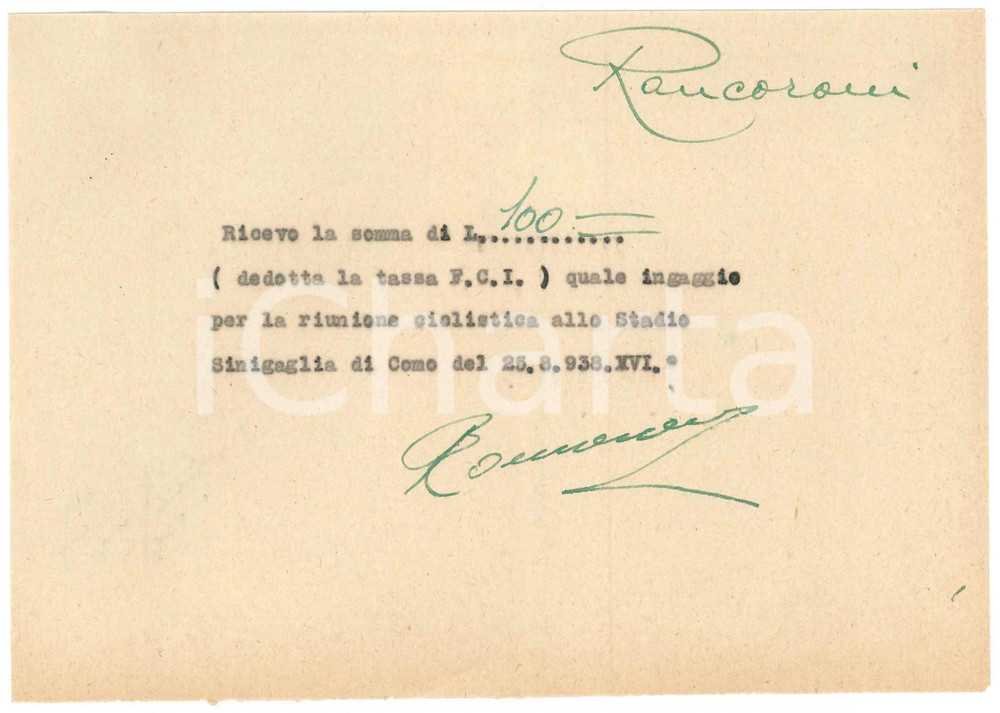 Rancoroni
Ricevo la somma di L. 100 ............
( dedotta la tassa F.C.I. ) quale ingaggio
per la riunione ciclistica allo Stadio
Sinigaglia di Como del 25.8.938.XVI.°
iCharta